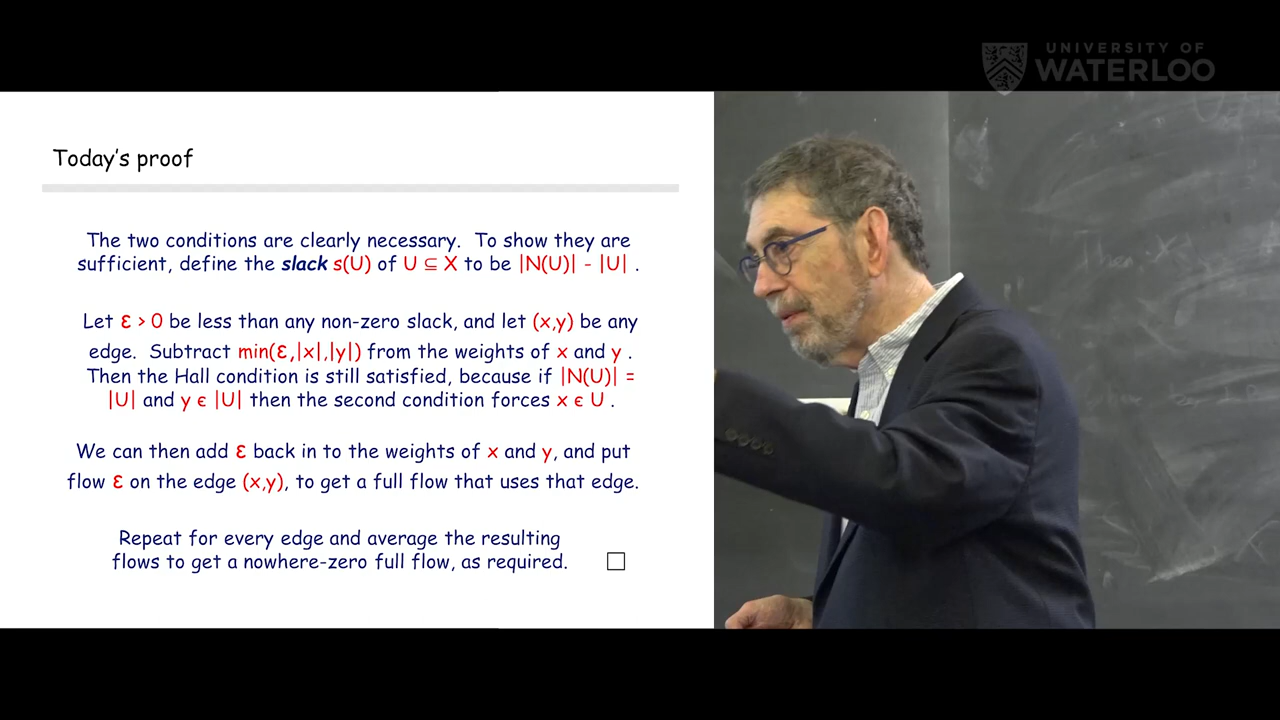 UNIVERSITY OF
WATERLOO
Today's proof
The two conditions are clearly necessary. To show they are
sufficient, define the slack s(U) of U ⊆ X to be |N(U)| - |U| .
Let ε > 0 be less than any non-zero slack, and let (x,y) be any
edge. Subtract min(ε,|x|,|y|) from the weights of x and y .
Then the Hall condition is still satisfied, because if |N(U)| =
|U| and y ϵ |U| then the second condition forces x ϵ U .
We can then add ε back in to the weights of x and y, and put
flow ε on the edge (x,y), to get a full flow that uses that edge.
Repeat for every edge and average the resulting
flows to get a nowhere-zero full flow, as required. □